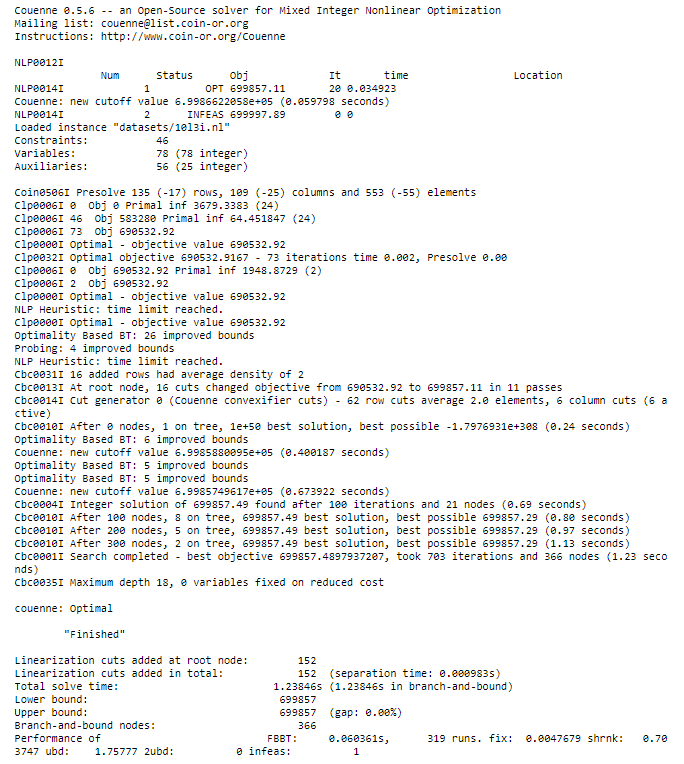 Couenne 0.5.6 -- an Open-Source solver for Mixed Integer Nonlinear Optimization
Mailing list: couenne@list.coin-or.org
Instructions: http://www.coin-or.org/Couenne
NLP0012I
Num Status Obj It time Location
NLP0014I 1 OPT 699857.11 20 0.034923
Couenne: new cutoff value 6.9986622058e+05 (0.059798 seconds)
NLP0014I 2 INFEAS 699997.89 0 0
Loaded instance "datasets/10l3i.nl"
Constraints: 46
Variables: 78 (78 integer)
Auxiliaries: 56 (25 integer)
Coin0506I Presolve 135 (-17) rows, 109 (-25) columns and 553 (-55) elements
Clp0006I 0 Obj 0 Primal inf 3679.3383 (24)
Clp0006I 46 Obj 583280 Primal inf 64.451847 (24)
Clp0006I 73 Obj 690532.92
Clp0000I Optimal - objective value 690532.92
Clp0032I Optimal objective 690532.9167 - 73 iterations time 0.002, Presolve 0.00
Clp0006I 0 Obj 690532.92 Primal inf 1948.8729 (2)
Clp0006I 2 Obj 690532.92
Clp0000I Optimal - objective value 690532.92
NLP Heuristic: time limit reached.
Clp0000I Optimal - objective value 690532.92
Optimality Based BT: 26 improved bounds
Probing: 4 improved bounds
NLP Heuristic: time limit reached.
Cbc0031I 16 added rows had average density of 2
Cbc0013I At root node, 16 cuts changed objective from 690532.92 to 699857.11 in 11 passes
Cbc0014I Cut generator 0 (Couenne convexifier cuts) - 62 row cuts average 2.0 elements, 6 column cuts (6 a
ctive)
Cbc0010I After 0 nodes, 1 on tree, 1e+50 best solution, best possible -1.7976931e+308 (0.24 seconds)
Optimality Based BT: 6 improved bounds
Couenne: new cutoff value 6.9985880095e+05 (0.400187 seconds)
Optimality Based BT: 5 improved bounds
Optimality Based BT: 5 improved bounds
Couenne: new cutoff value 6.9985749617e+05 (0.673922 seconds)
Cbc0004I Integer solution of 699857.49 found after 100 iterations and 21 nodes (0.69 seconds)
Cbc0010I After 100 nodes, 8 on tree, 699857.49 best solution, best possible 699857.29 (0.80 seconds)
Cbc0010I After 200 nodes, 5 on tree, 699857.49 best solution, best possible 699857.29 (0.97 seconds)
Cbc0010I After 300 nodes, 2 on tree, 699857.49 best solution, best possible 699857.29 (1.13 seconds)
Cbc0001I Search completed - best objective 699857.4897937207, took 703 iterations and 366 nodes (1.23 seco
nds)
Cbc0035I Maximum depth 18, 0 variables fixed on reduced cost
couenne: Optimal
"Finished"
Linearization cuts added at root node: 152
Linearization cuts added in total: 152 (separation time: 0.000983s)
Total solve time: 1.23846s (1.23846s in branch-and-bound)
Lower bound: 699857
Upper bound: 699857 (gap: 0.00%)
Branch-and-bound nodes: 366
Performance of FBBT: 0.060361s, 319 runs. fix: 0.0047679 shrnk: 0.70
3747 ubd: 1.75777 2ubd: 0 infeas: 1